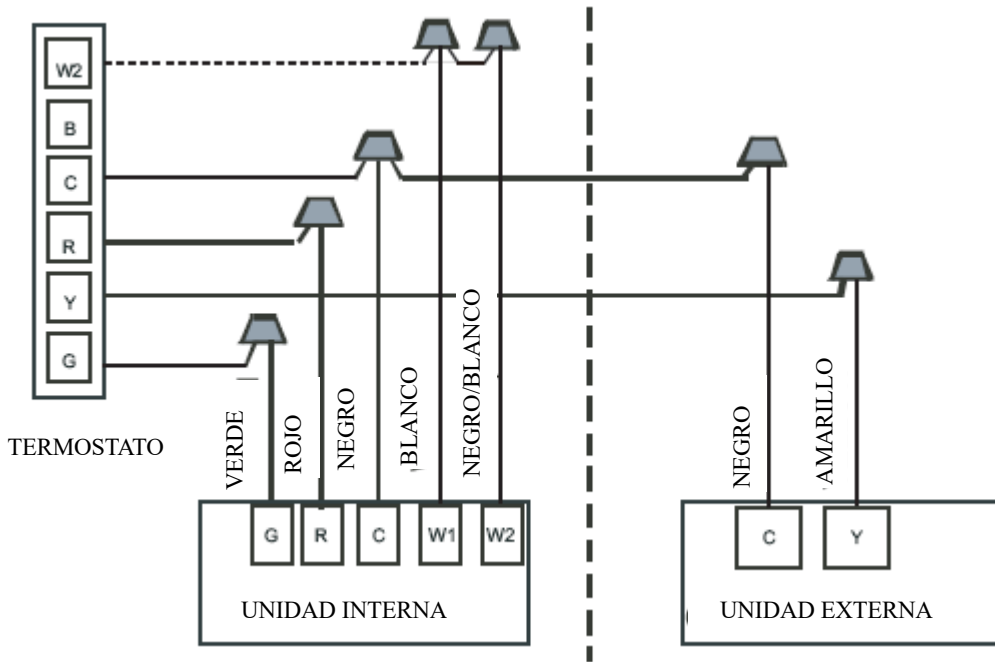 W2
B
C
R
Y
G
TERMOSTATO
VERDE
ROJO
NEGRO
BLANCO
NEGRO/BLANCO
NEGRO
AMARILLO
G R C W1 W2
C Y
UNIDAD INTERNA
UNIDAD EXTERNA